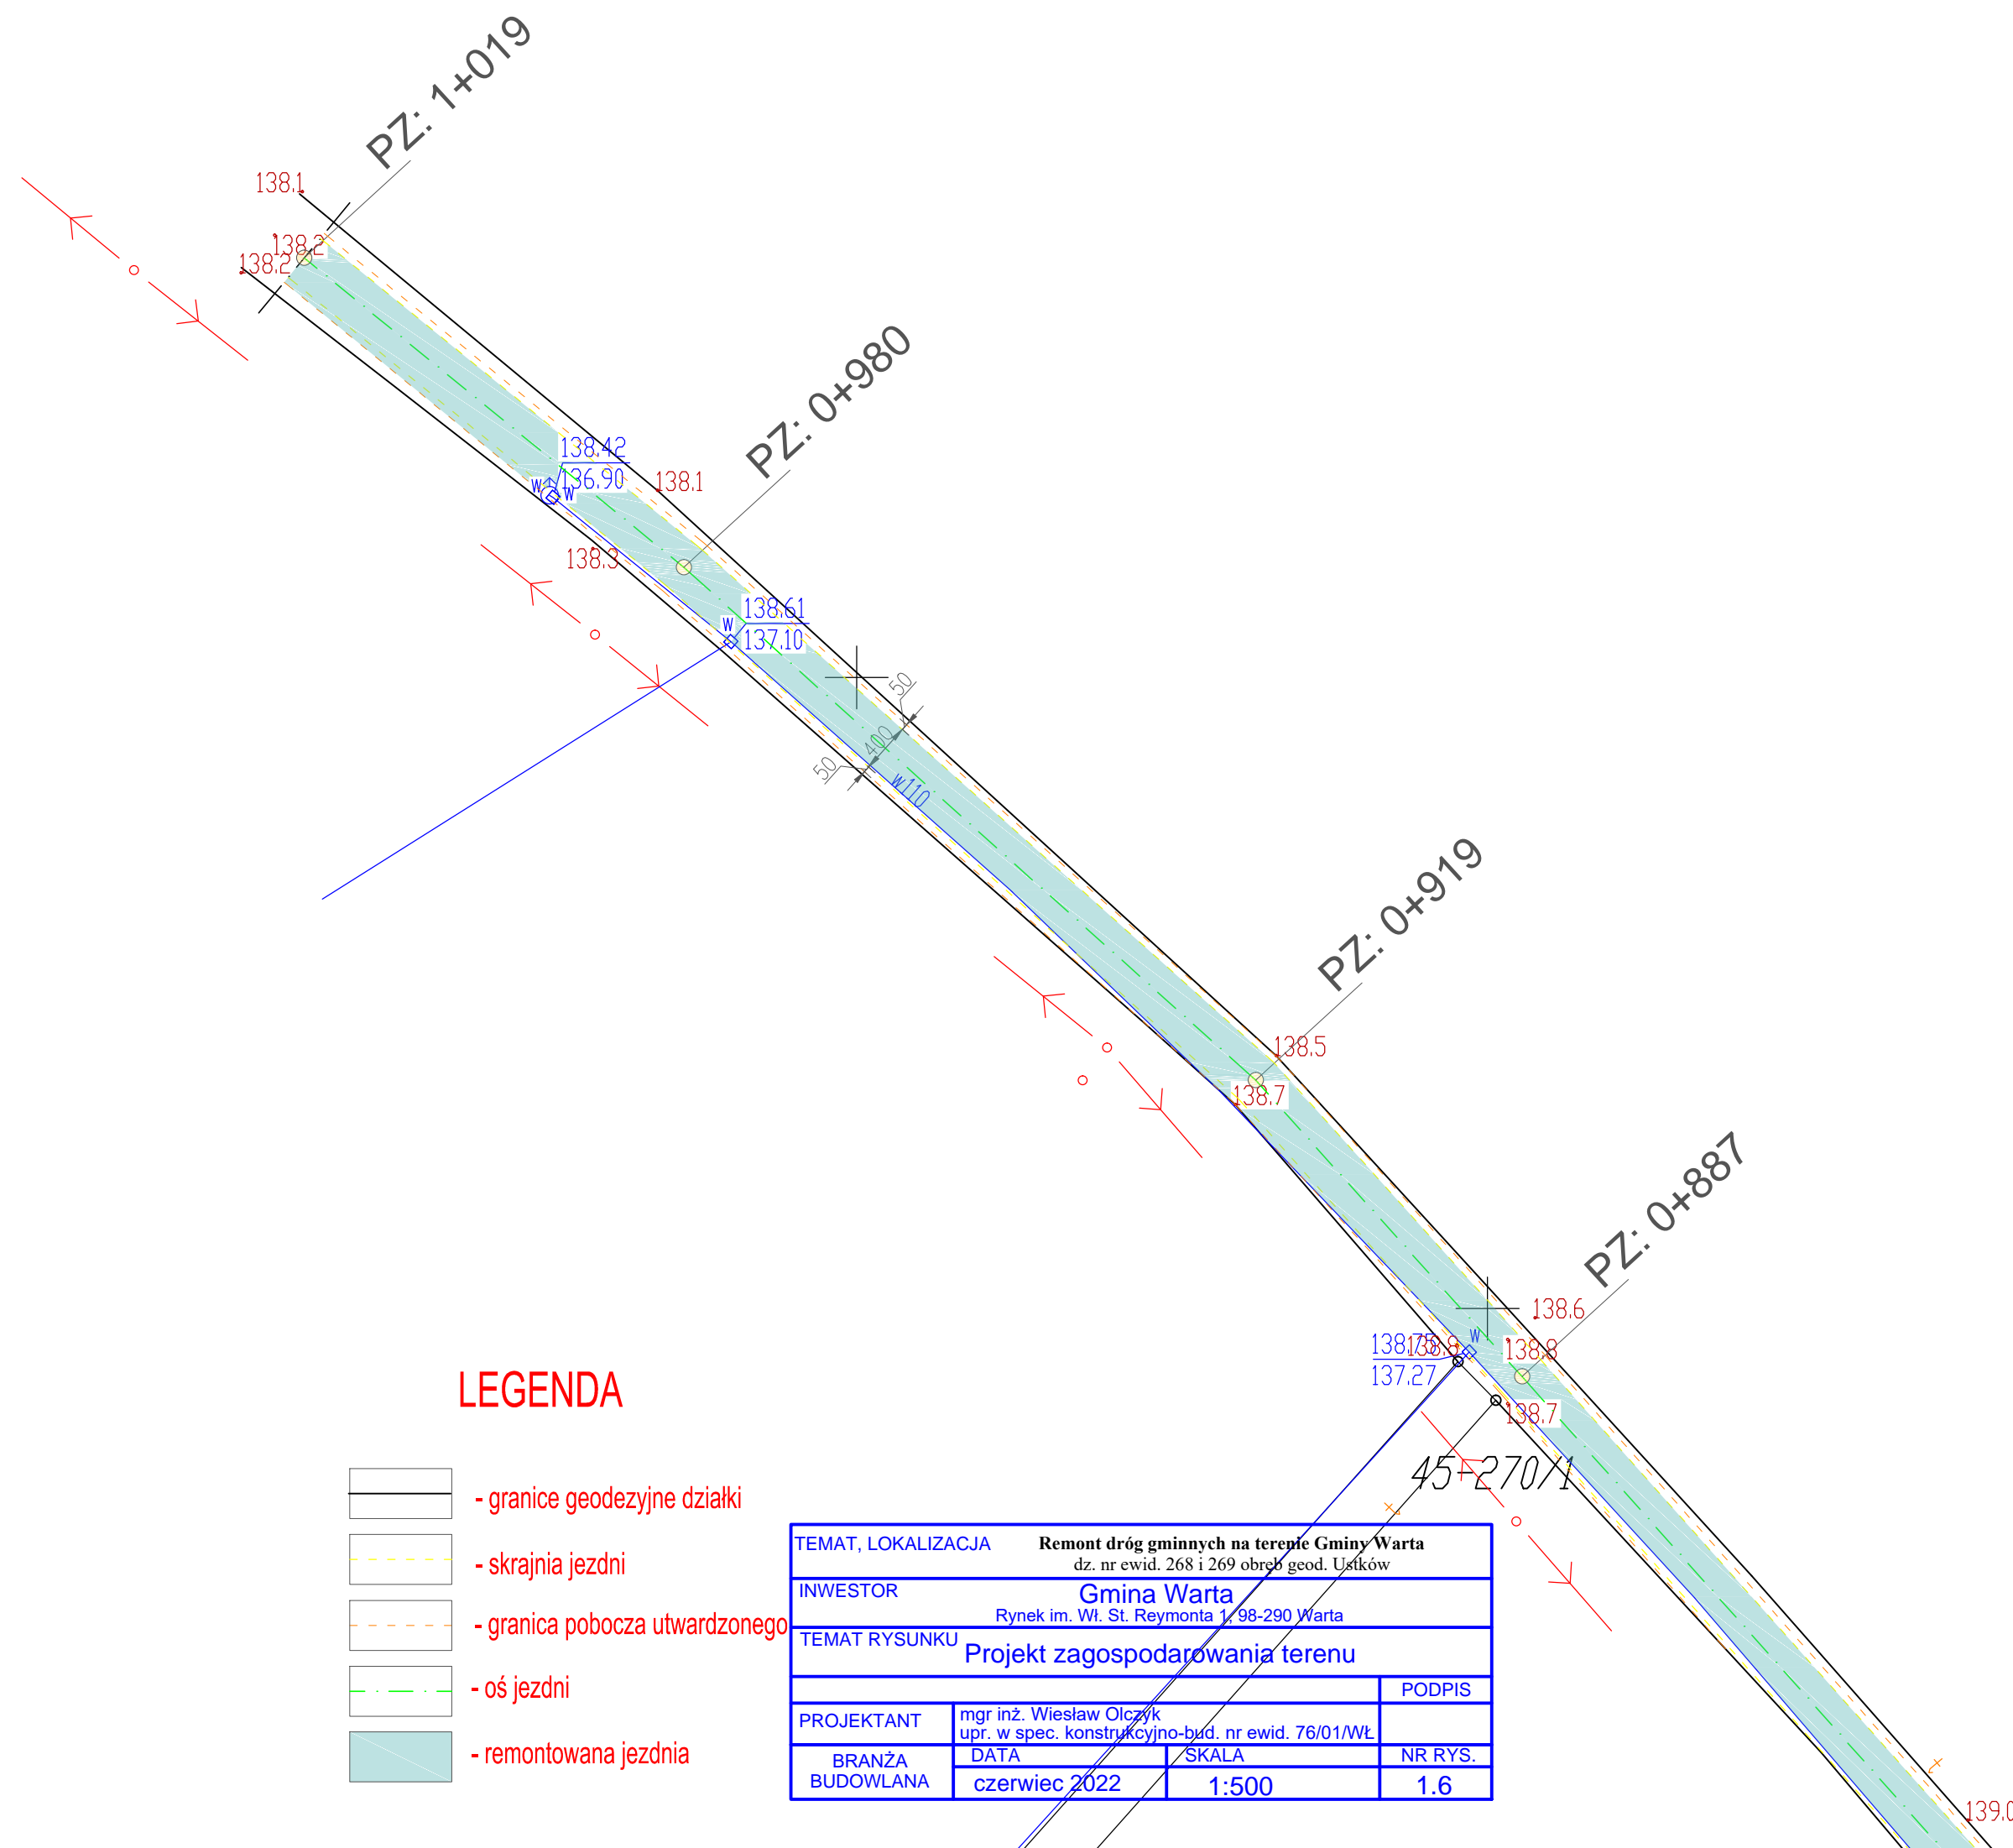 PZ: 1+019
138.1
138.2
138.2
PZ: 0+980
138.42
136.90
W
W
138.1
138.3
138.61
W
137.10
50
400
50
w110
PZ: 0+919
138.5
138.7
PZ: 0+887
138.6
138.75
138.8
W
138.8
137.27
138.7
45-270/1
LEGENDA
- granice geodezyjne działki
- skrajnia jezdni
- granica pobocza utwardzonego
- oś jezdni
- remontowana jezdnia
TEMAT, LOKALIZACJA
Remont dróg gminnych na terenie Gminy Warta
dz. nr ewid. 268 i 269 obręb geod. Ustków
INWESTOR
Gmina Warta
Rynek im. Wł. St. Reymonta 1, 98-290 Warta
TEMAT RYSUNKU
Projekt zagospodarowania terenu
PODPIS
PROJEKTANT
mgr inż. Wiesław Olczyk
upr. w spec. konstrukcyjno-bud. nr ewid. 76/01/WŁ
BRANŻA
BUDOWLANA
DATA
SKALA
NR RYS.
czerwiec 2022
1:500
1.6
139.0